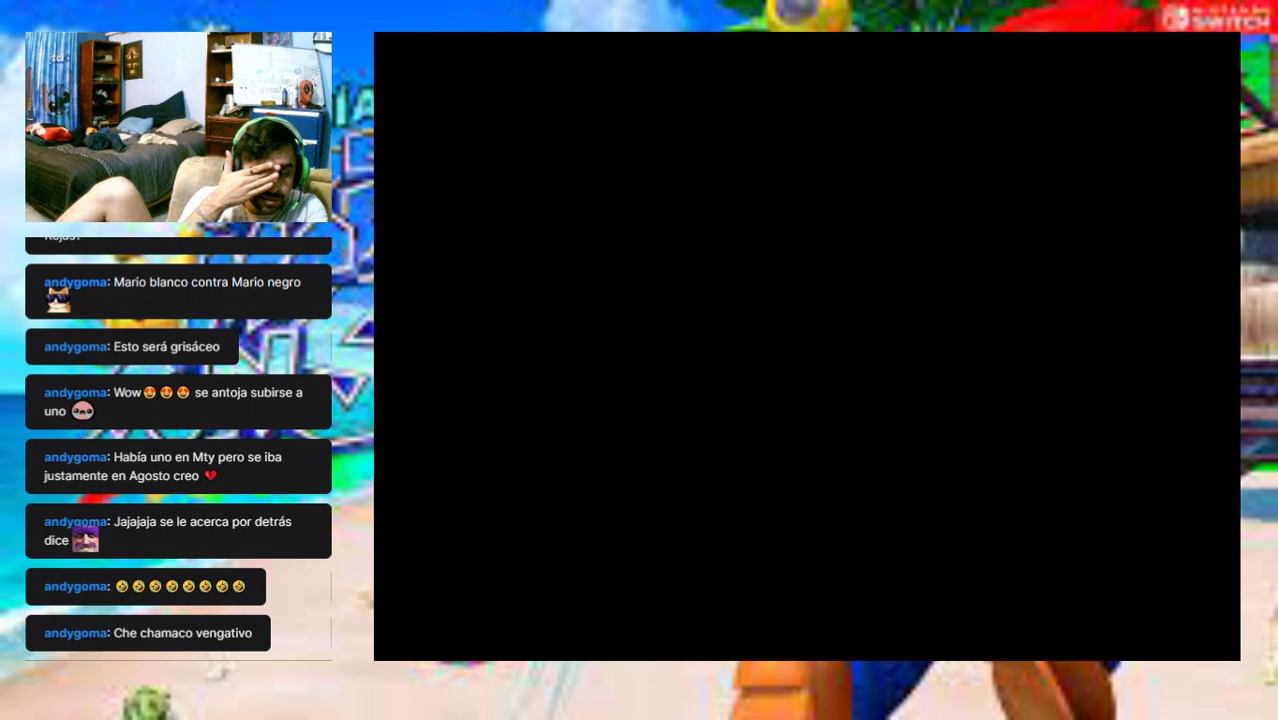 NINTENDO
SWITCH
Rojas?
andygoma: Mario blanco contra Mario negro
andygoma: Esto será grisáceo
andygoma: Wow😍😍😍 se antoja subirse a
uno
andygoma: Había uno en Mty pero se iba
justamente en Agosto creo 💔
andygoma: Jajajaja se le acerca por detrás
dice
andygoma: 🤣🤣🤣🤣🤣🤣🤣🤣
andygoma: Che chamaco vengativo